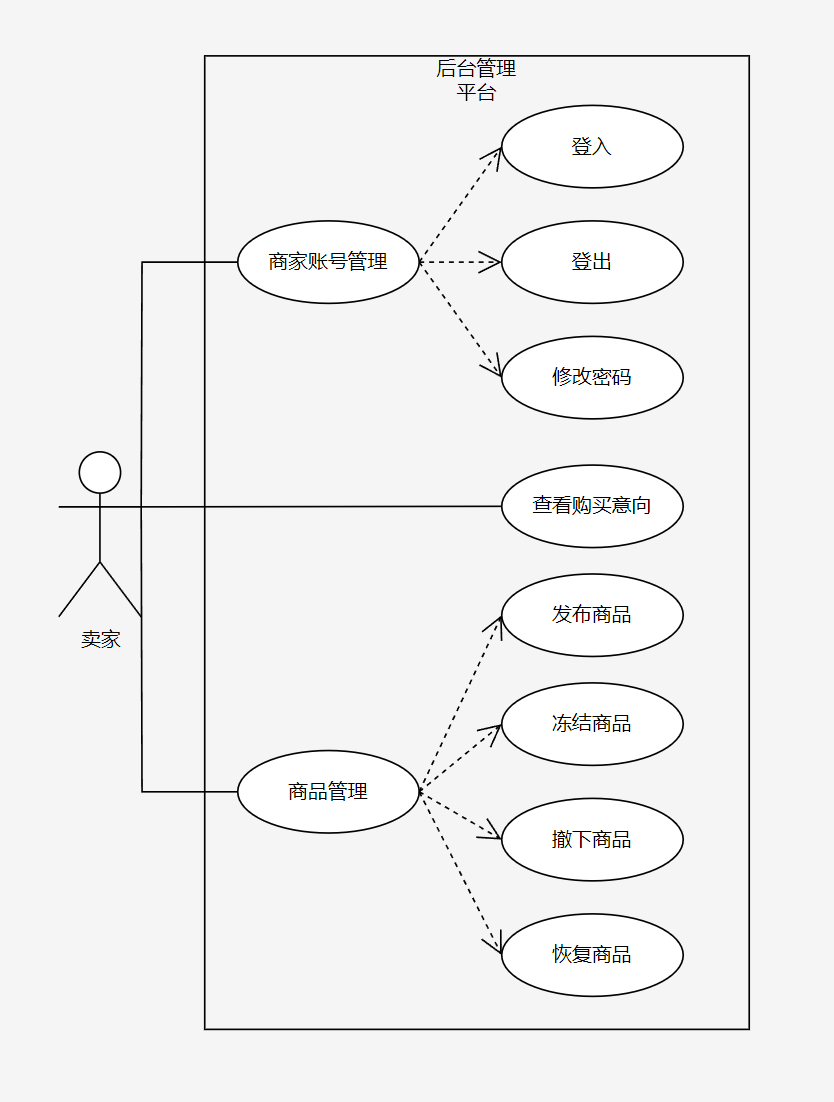 后台管理
平台
登入
商家账号管理
登出
修改密码
查看购买意向
发布商品
卖家
冻结商品
商品管理
撤下商品
恢复商品